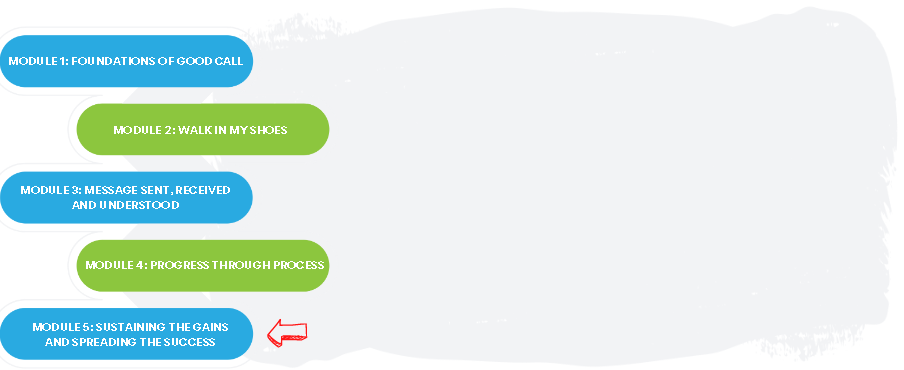 MODULE 1: FOUNDATIONS OF GOOD CALL
MODULE 2: WALK IN MY SHOES
MODULE 3: MESSAGE SENT, RECEIVED
AND UNDERSTOOD
MODULE 4: PROGRESS THROUGH PROCESS
MODULE 5: SUSTAINING THE GAINS
AND SPREADING THE SUCCESS